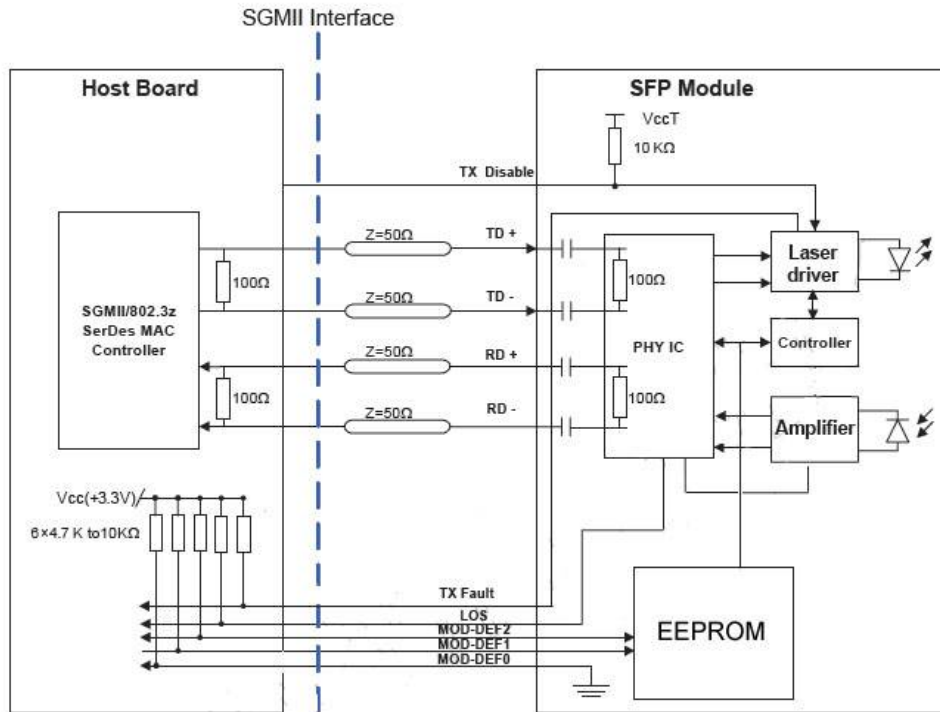 SGMII Interface
Host Board
SFP Module
VccT
10 KΩ
TX Disable
Z=50Ω
TD +
Laser
driver
100Ω
100Ω
Z=50Ω
TD -
SGMII/802.3z
SerDes MAC
Controller
Z=50Ω
RD +
PHY IC
Controller
100Ω
100Ω
Z=50Ω
RD -
Amplifier
Vcc(+3.3V)
6×4.7 K to10KΩ
TX Fault
LOS
MOD-DEF2
MOD-DEF1
MOD-DEF0
EEPROM